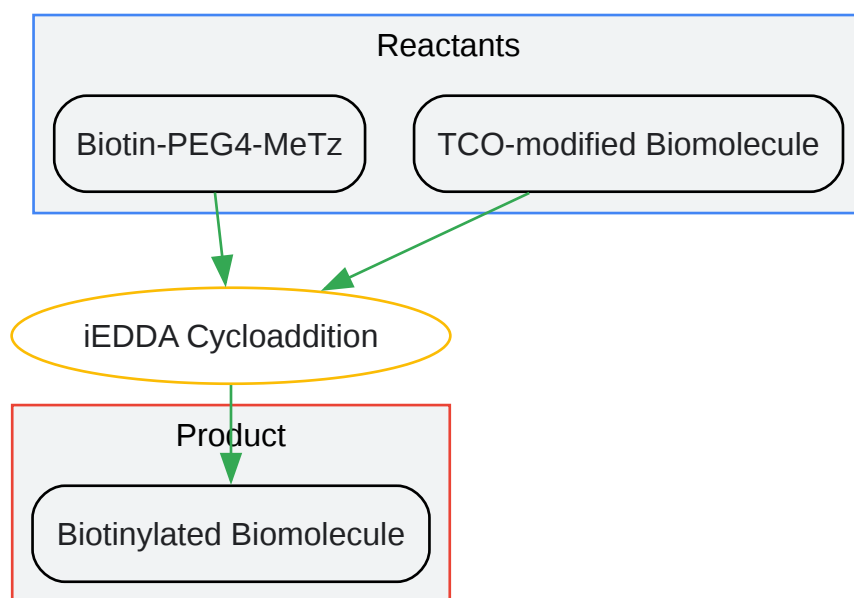 Reactants
Biotin-PEG4-MeTz
TCO-modified Biomolecule
iEDDA Cycloaddition
Product
Biotinylated Biomolecule